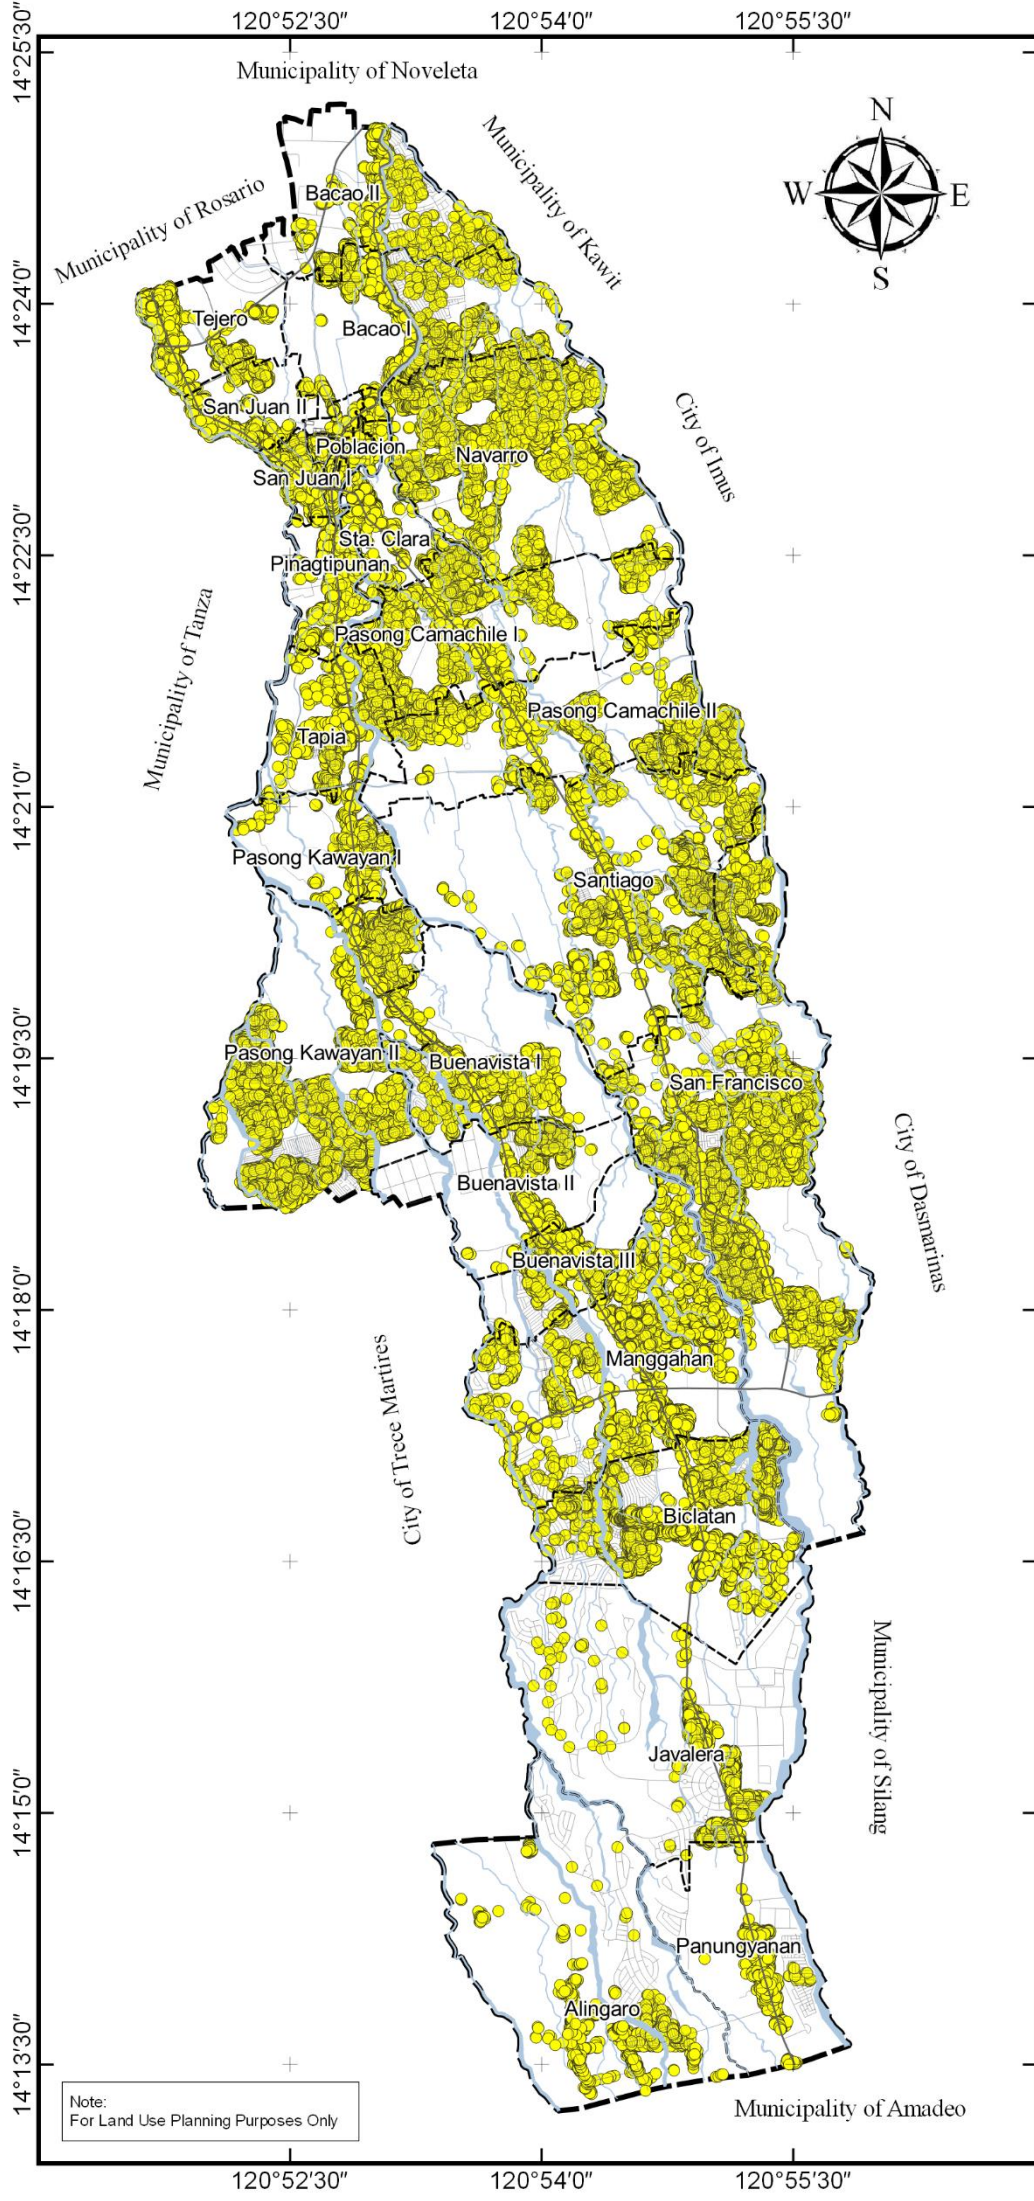 120°52'30" 120°54'0" 120°55'30"
14°25'30"
Municipality of Noveleta
N
Municipality of Kawit
W E
Bacao II
Municipality of Rosario
S
14°24'0"
Tejero
Bacao I
San Juan II
City of Imus
Poblacion
Navarro
San Juan I
Sta. Clara
14°22'30"
Pinagtipunan
Pasong Camachile I
Municipality of Tanza
Pasong Camachile II
Tapia
14°21'0"
Pasong Kawayan I
Santiago
14°19'30"
Pasong Kawayan II
Buenavista I
San Francisco
City of Dasmarinas
Buenavista II
Buenavista III
14°18'0"
Manggahan
City of Trece Martires
Biclatan
14°16'30"
Municipality of Silang
Javalera
14°15'0"
Panungyanan
Alingaro
14°13'30"
Note:
For Land Use Planning Purposes Only
Municipality of Amadeo
120°52'30" 120°54'0" 120°55'30"